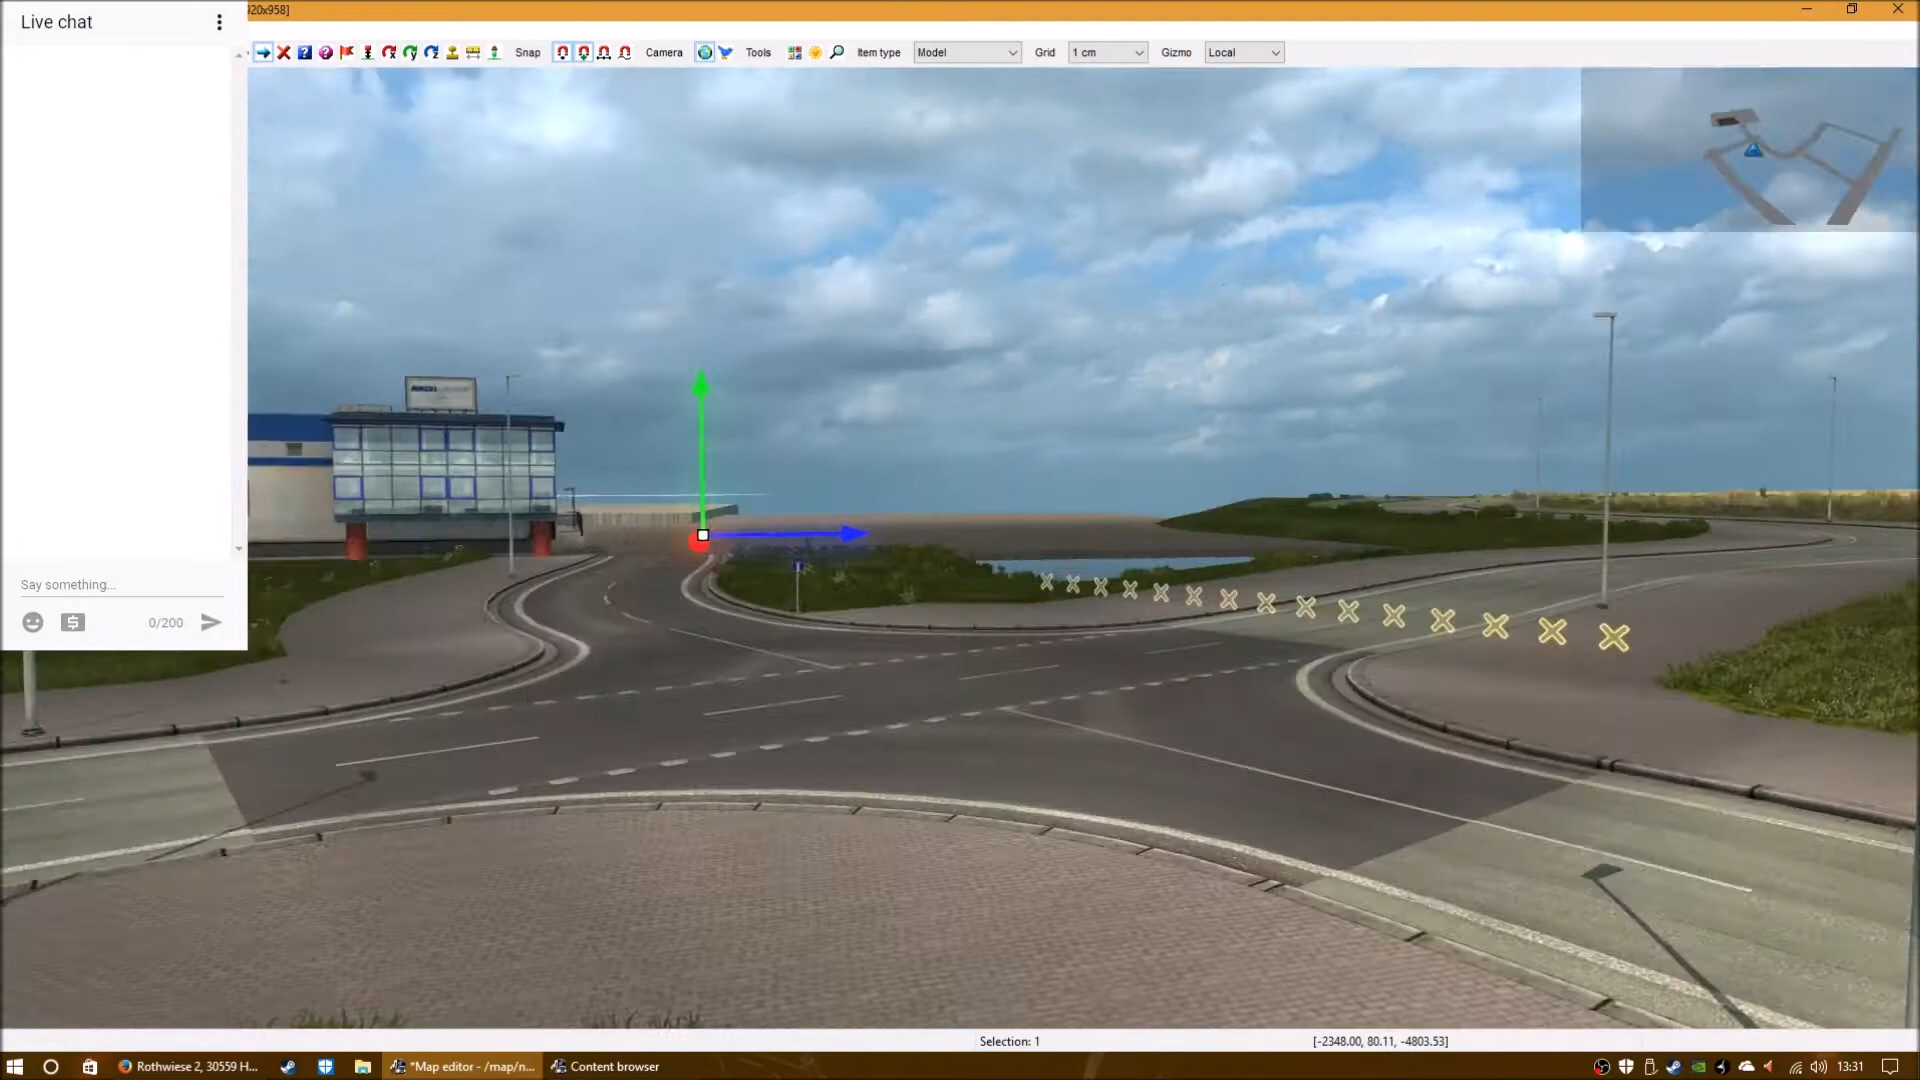 920x958]
Live chat
Snap
Camera
Tools
Item type
Model
Grid
1 cm
Gizmo
Local
Say something...
0/200
Selection: 1
[-2348.00, 80.11, -4803.53]
Rothwiese 2, 30559 H...
*Map editor - /map/n...
Content browser
13:31